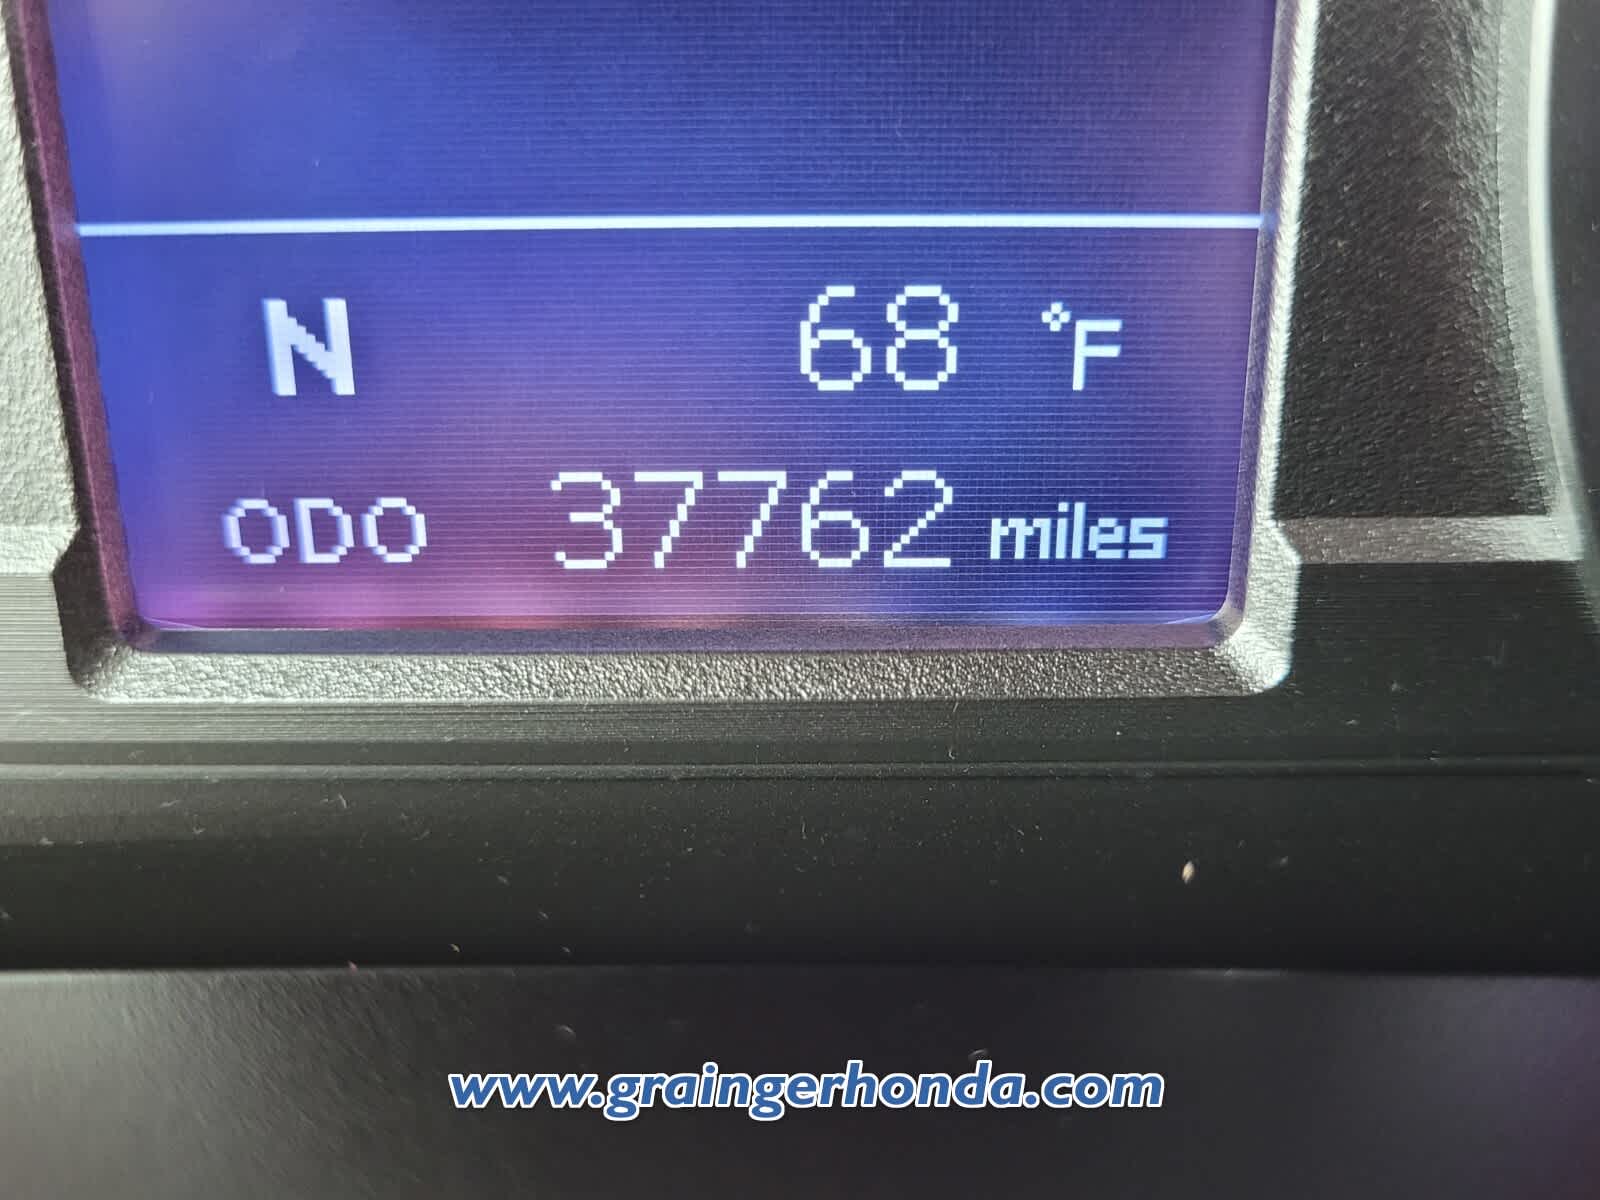 N 68 °F
ODO 37762 miles
www.graingerhonda.com